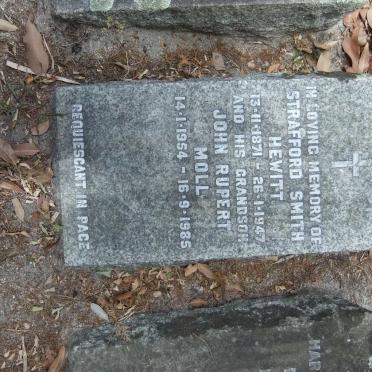 IN LOVING MEMORY OF
STRAFFORD SMITH
HEWITT
13·11·1871 - 26·1·1947
AND HIS GRANDSON
JOHN RUPERT
MOLL
14·1·1954 - 16·9·1985
REQUIESCANT IN PACE
MAR